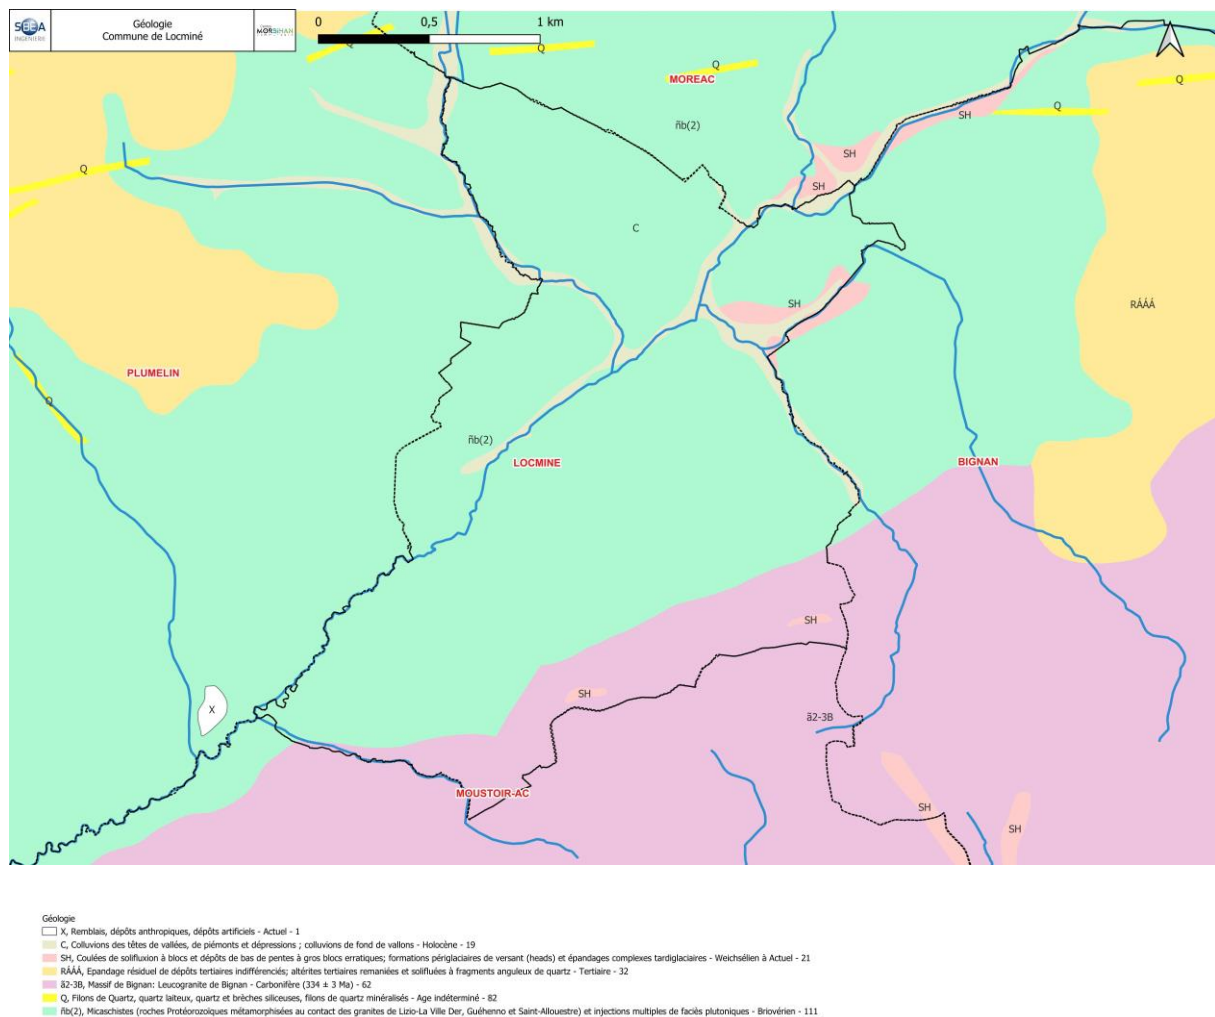 SBEA
INGENIERIE
Géologie
Commune de Locminé
MORBIHAN
0 0,5 1 km
Q
Q
MOREAC
Q
Q
SH
ñb(2)
SH
Q
SH
C
SH
RÁÁÁ
PLUMELIN
Q
ñb(2)
LOCMINE
BIGNAN
SH
SH
X
ã2-3B
MOUSTOIR-AC
SH
SH
Géologie
X, Remblais, dépôts anthropiques, dépôts artificiels - Actuel - 1
C, Colluvions des têtes de vallées, de piémonts et dépressions ; colluvions de fond de vallons - Holocène - 19
SH, Coulées de solifluxion à blocs et dépôts de bas de pentes à gros blocs erratiques; formations périglaciaires de versant (heads) et épandages complexes tardiglaciaires - Weichsélien à Actuel - 21
RÁÁÁ, Epandage résiduel de dépôts tertiaires indifférenciés; altérites tertiaires remaniées et soliflués à fragments anguleux de quartz - Tertiaire - 32
ã2-3B, Massif de Bignan: Leucogranite de Bignan - Carbonifère (334 ± 3 Ma) - 62
Q, Filons de Quartz, quartz laiteux, quartz et brèches siliceuses, filons de quartz minéralisés - Age indéterminé - 82
ñb(2), Micaschistes (roches Protérozoïques métamorphisées au contact des granites de Lizio-La Ville Der, Guéhenno et Saint-Allouestre) et injections multiples de faciès plutoniques - Briovérien - 111